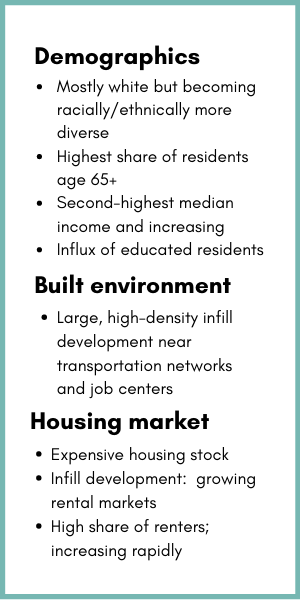 Demographics
• Mostly white but becoming
racially/ethnically more
diverse
• Highest share of residents
age 65+
• Second-highest median
income and increasing
• Influx of educated residents
Built environment
• Large, high-density infill
development near
transportation networks
and job centers
Housing market
• Expensive housing stock
• Infill development:  growing
rental markets
• High share of renters;
increasing rapidly